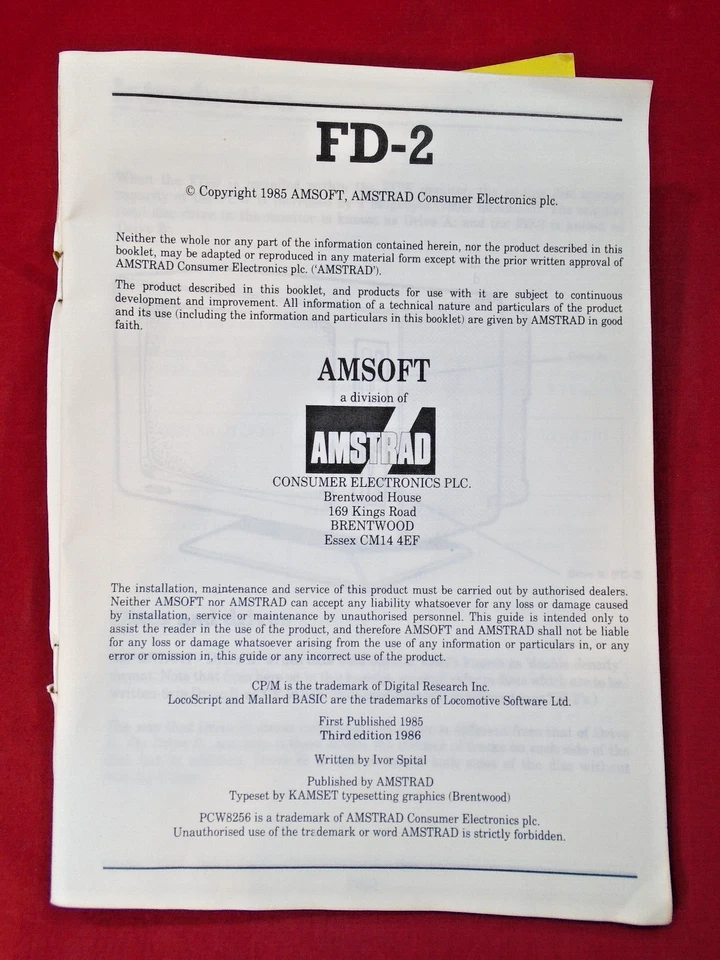 FD-2
© Copyright 1985 AMSOFT, AMSTRAD Consumer Electronics plc.
Neither the whole nor any part of the information contained herein, nor the product described in this
booklet, may be adapted or reproduced in any material form except with the prior written approval of
AMSTRAD Consumer Electronics plc. (‘AMSTRAD’).
The product described in this booklet, and products for use with it are subject to continuous
development and improvement. All information of a technical nature and particulars of the product
and its use (including the information and particulars in this booklet) are given by AMSTRAD in good
faith.
AMSOFT
a division of
AMSTRAD
CONSUMER ELECTRONICS PLC.
Brentwood House
169 Kings Road
BRENTWOOD
Essex CM14 4EF
The installation, maintenance and service of this product must be carried out by authorised dealers.
Neither AMSOFT nor AMSTRAD can accept any liability whatsoever for any loss or damage caused
by installation, service or maintenance by unauthorised personnel. This guide is intended only to
assist the reader in the use of the product, and therefore AMSOFT and AMSTRAD shall not be liable
for any loss or damage whatsoever arising from the use of any information or particulars in, or any
error or omission in, this guide or any incorrect use of the product.
CP/M is the trademark of Digital Research Inc.
LocoScript and Mallard BASIC are the trademarks of Locomotive Software Ltd.
First Published 1985
Third edition 1986
Written by Ivor Spital
Published by AMSTRAD
Typeset by KAMSET typesetting graphics (Brentwood)
PCW8256 is a trademark of AMSTRAD Consumer Electronics plc.
Unauthorised use of the trademark or word AMSTRAD is strictly forbidden.